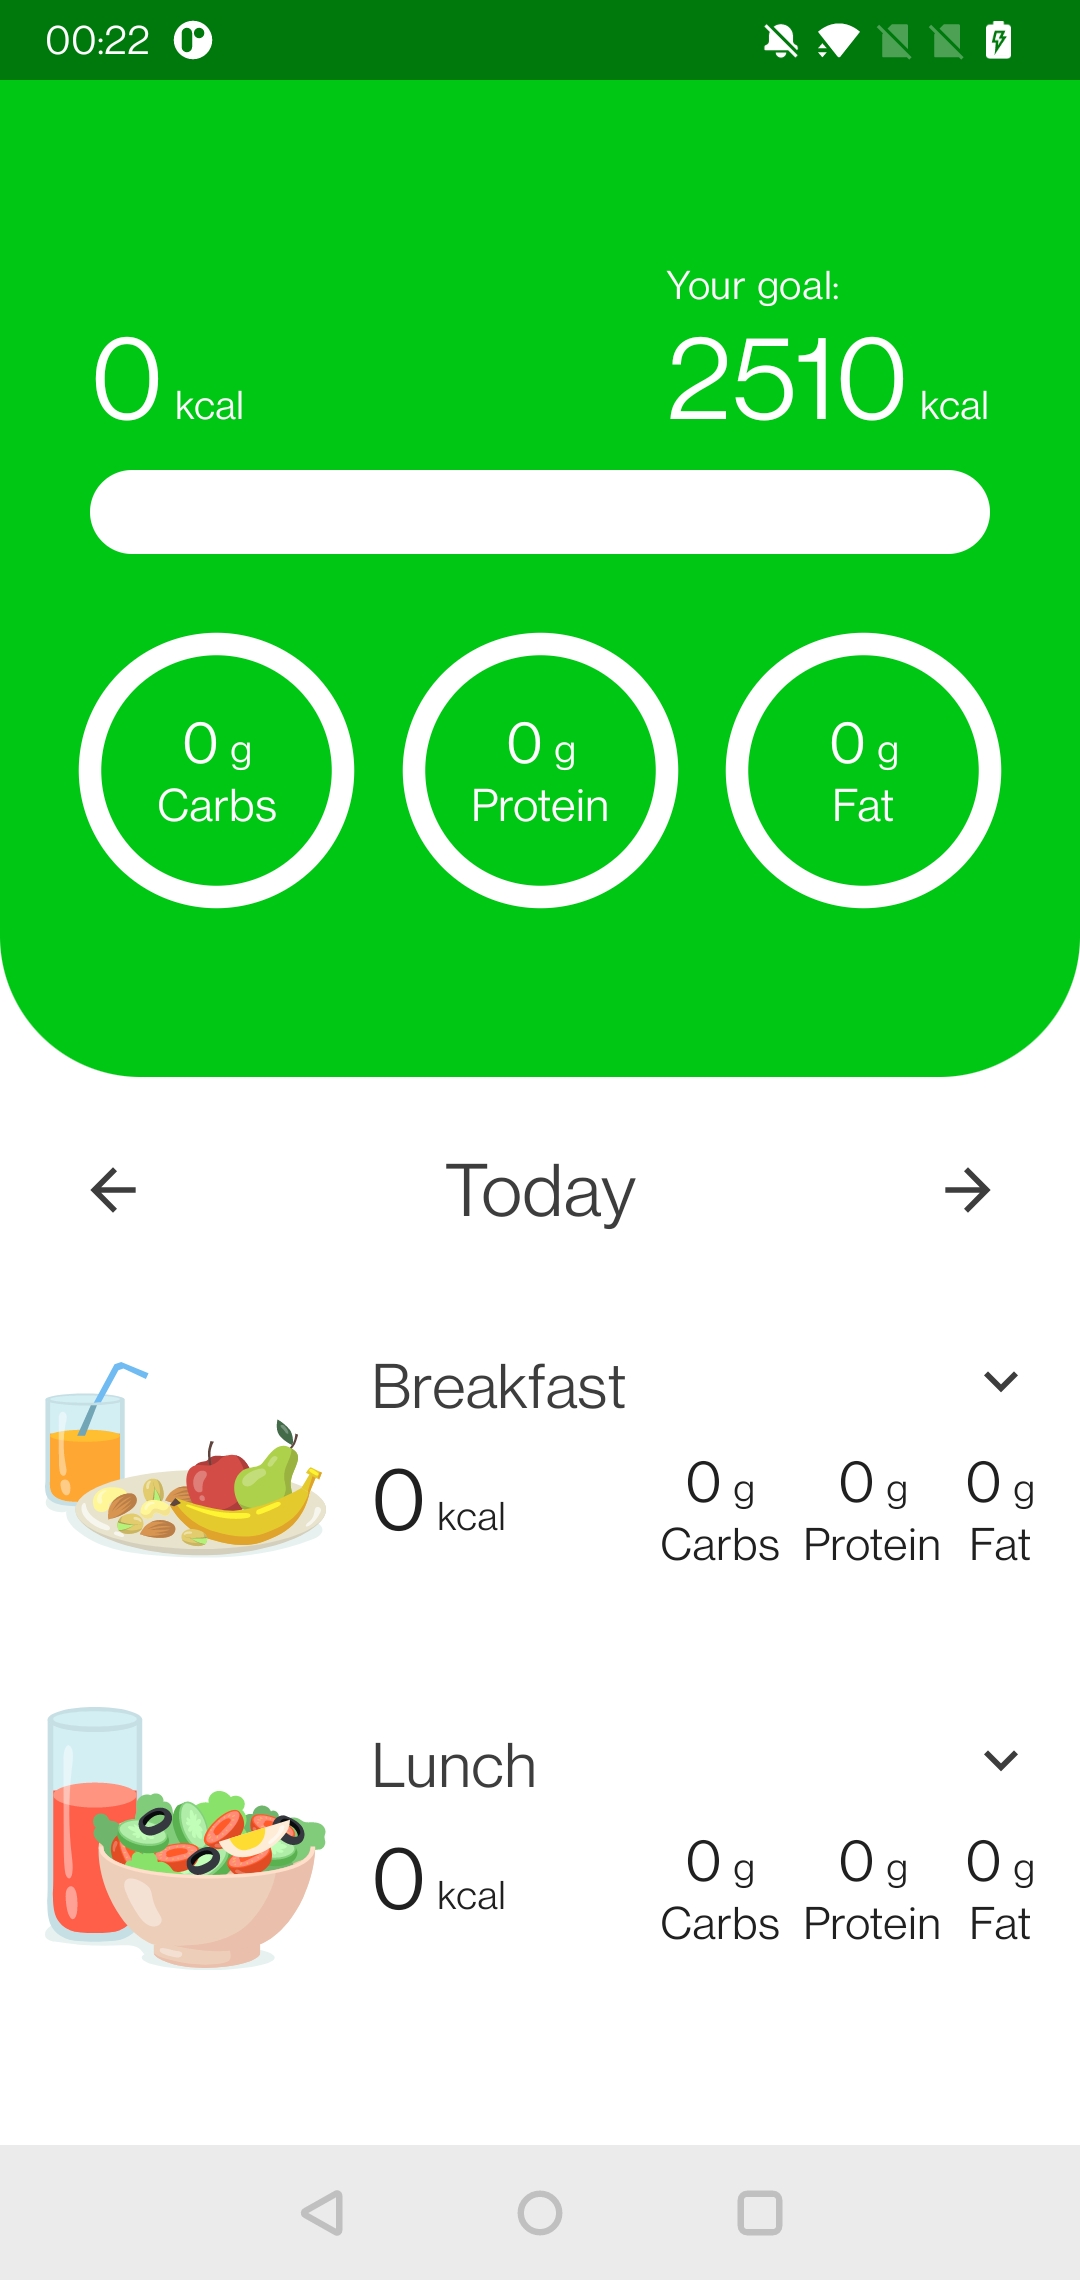 00:22
Your goal:
0 kcal
2510 kcal
0 g
Carbs
0 g
Protein
0 g
Fat
Today
Breakfast
0 kcal
0 g
Carbs
0 g
Protein
0 g
Fat
Lunch
0 kcal
0 g
Carbs
0 g
Protein
0 g
Fat